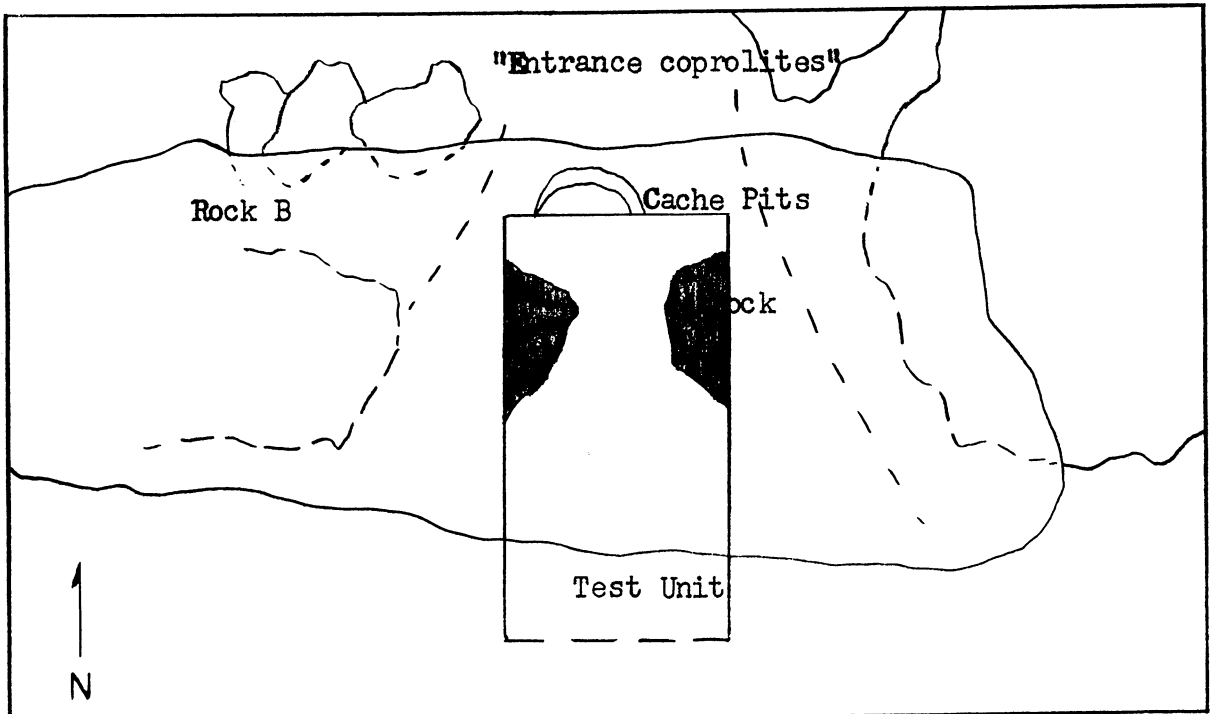 "Entrance coprolites"
Rock B
Cache Pits
ock
Test Unit
N